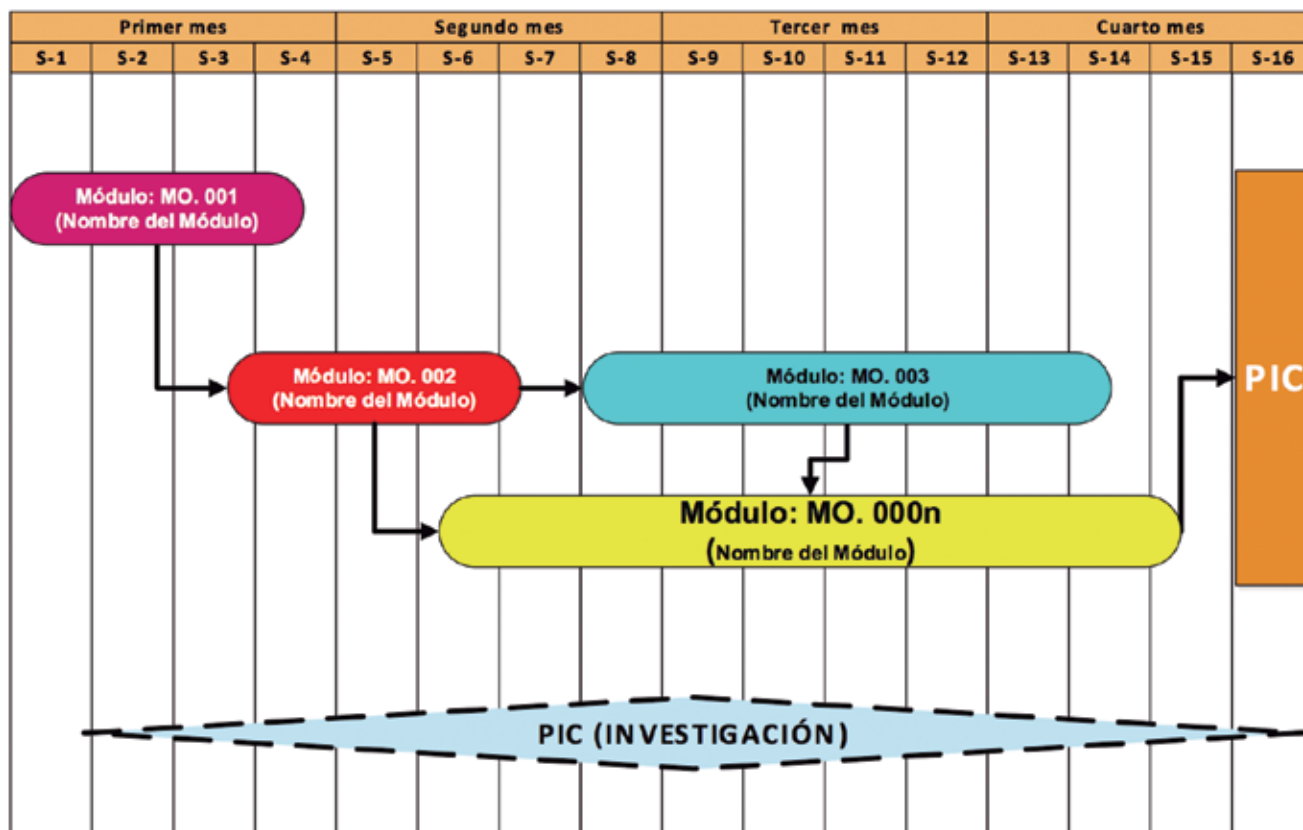 Primer mes Segundo mes Tercer mes Cuarto mes
S-1 S-2 S-3 S-4 S-5 S-6 S-7 S-8 S-9 S-10 S-11 S-12 S-13 S-14 S-15 S-16
Módulo: MO. 001
(Nombre del Módulo)
Módulo: MO. 002
(Nombre del Módulo)
Módulo: MO. 003
(Nombre del Módulo)
PIC
Módulo: MO. 000n
(Nombre del Módulo)
PIC (INVESTIGACIÓN)